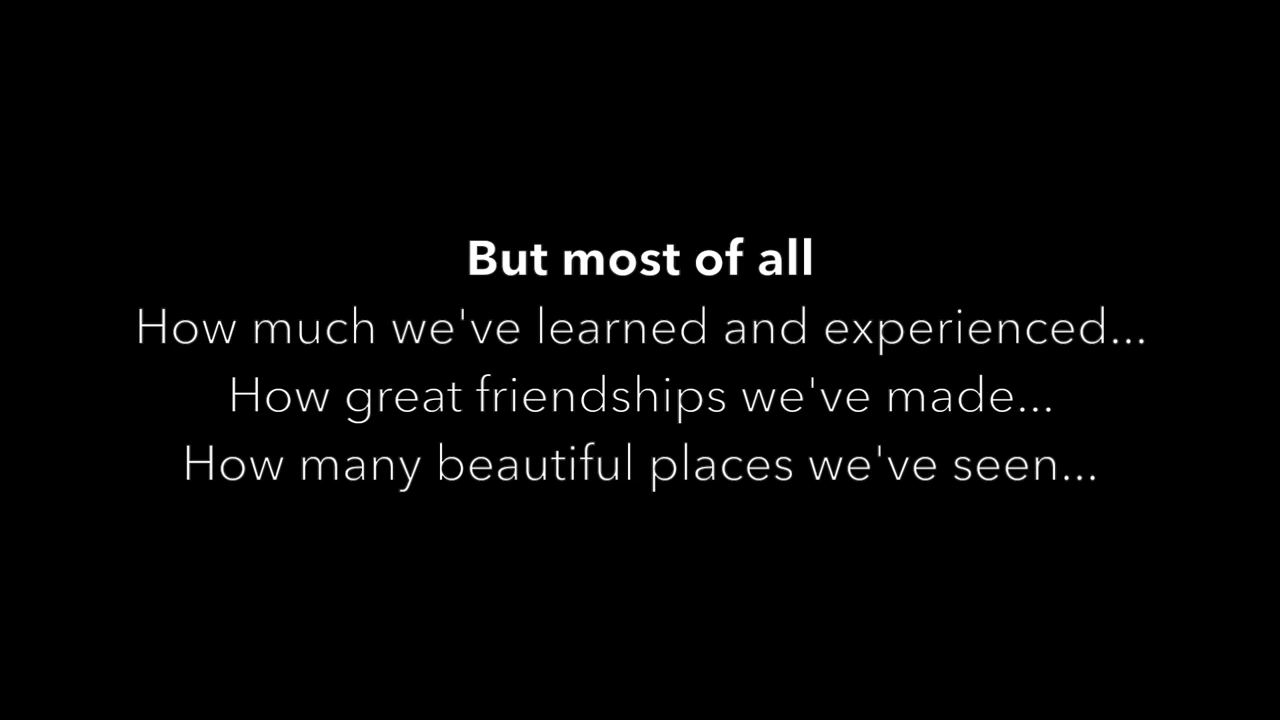 But most of all
How much we've learned and experienced...
How great friendships we've made...
How many beautiful places we've seen...